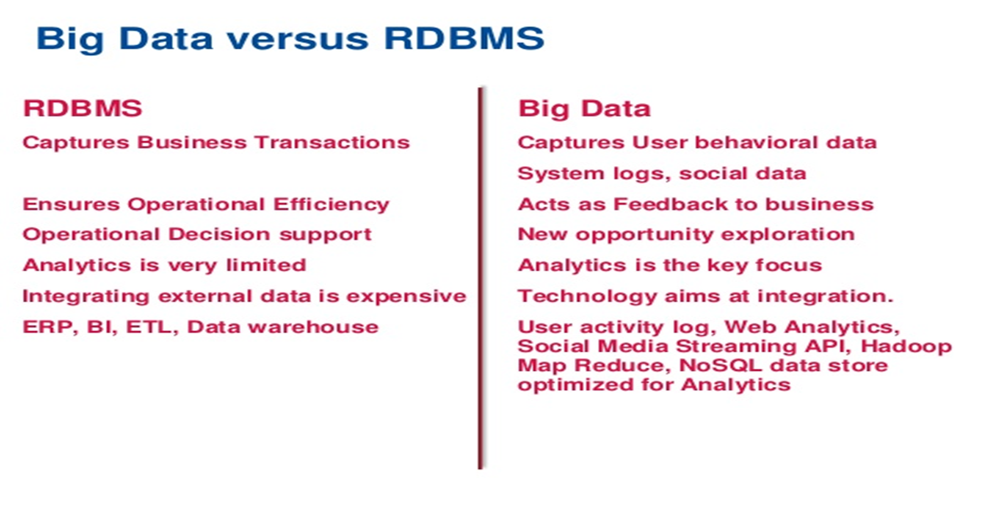 Big Data versus RDBMS
RDBMS
Captures Business Transactions
Ensures Operational Efficiency
Operational Decision support
Analytics is very limited
Integrating external data is expensive
ERP, BI, ETL, Data warehouse
Big Data
Captures User behavioral data
System logs, social data
Acts as Feedback to business
New opportunity exploration
Analytics is the key focus
Technology aims at integration.
User activity log, Web Analytics,
Social Media Streaming API, Hadoop
Map Reduce, NoSQL data store
optimized for Analytics